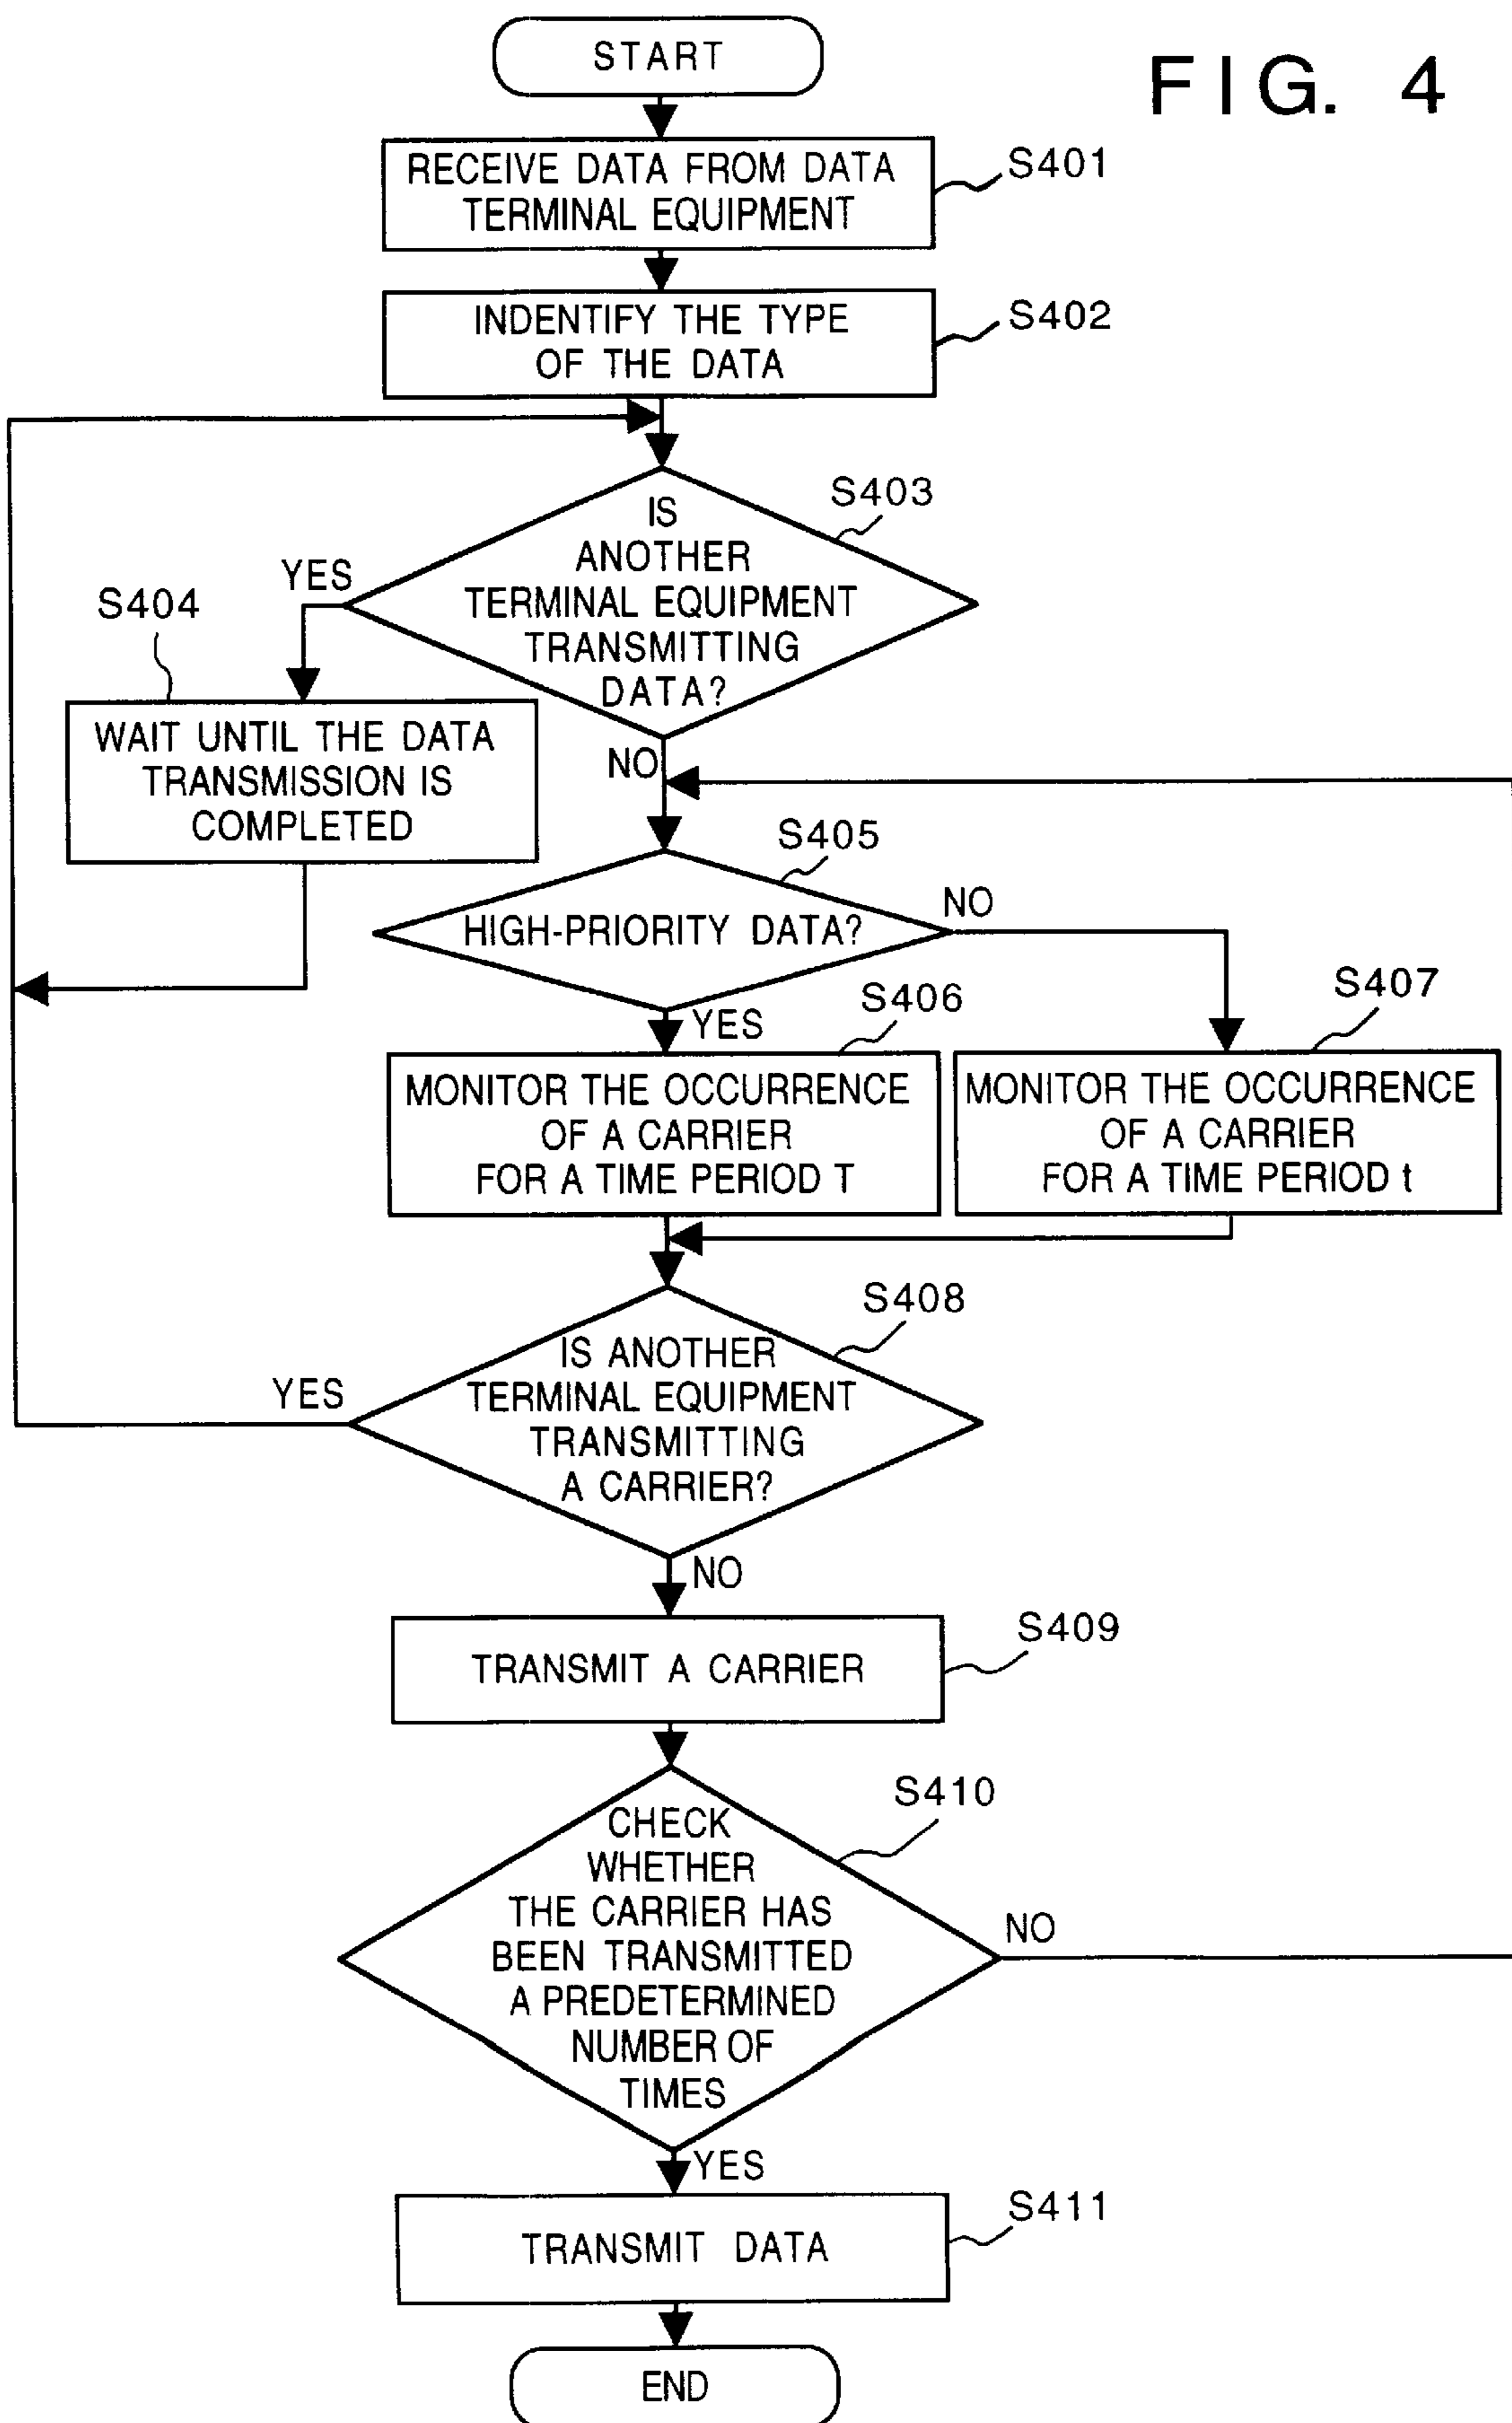 START
FIG. 4
RECEIVE DATA FROM DATA
TERMINAL EQUIPMENT
S401
INDENTIFY THE TYPE
OF THE DATA
S402
IS
ANOTHER
TERMINAL EQUIPMENT
TRANSMITTING
DATA?
S403
YES
S404
WAIT UNTIL THE DATA
TRANSMISSION IS
COMPLETED
NO
S405
HIGH-PRIORITY DATA?
NO
YES
S406
MONITOR THE OCCURRENCE
OF A CARRIER
FOR A TIME PERIOD T
S407
MONITOR THE OCCURRENCE
OF A CARRIER
FOR A TIME PERIOD t
S408
IS ANOTHER
TERMINAL EQUIPMENT
TRANSMITTING
A CARRIER?
YES
NO
S409
TRANSMIT A CARRIER
S410
CHECK
WHETHER
THE CARRIER HAS
BEEN TRANSMITTED
A PREDETERMINED
NUMBER OF
TIMES
NO
YES
S411
TRANSMIT DATA
END